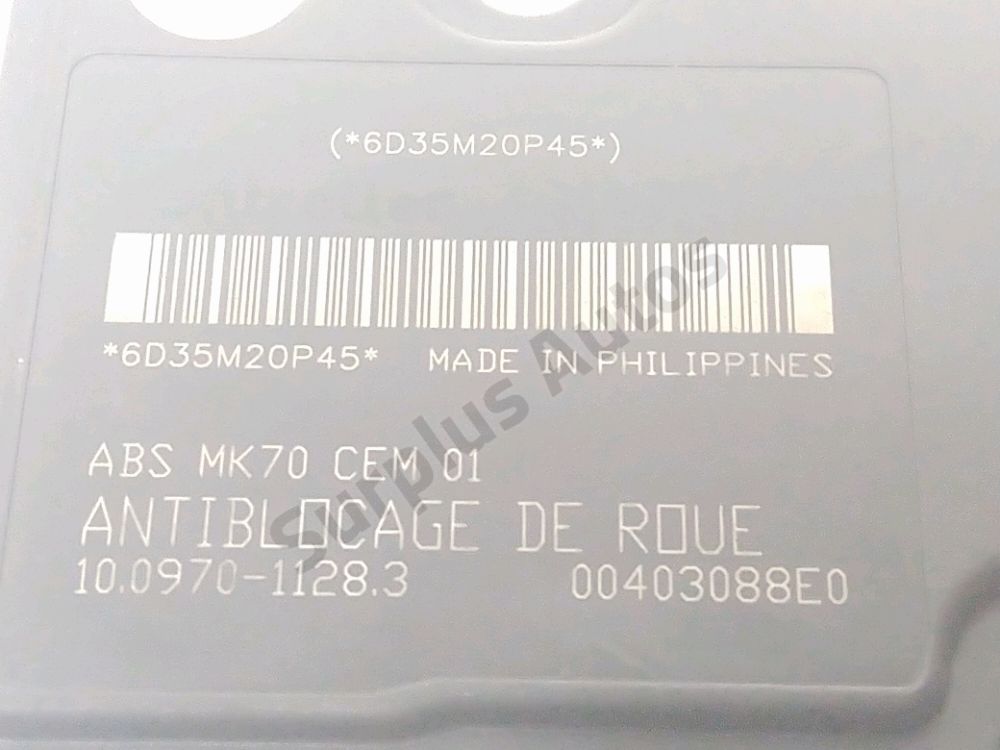 (*6D35M20P45*)
*6D35M20P45* MADE IN PHILIPPINES
ABS MK70 CEM 01
ANTIBLOCAGE DE ROUE
10.0970-1128.3 00403088E0
Surplus Autos